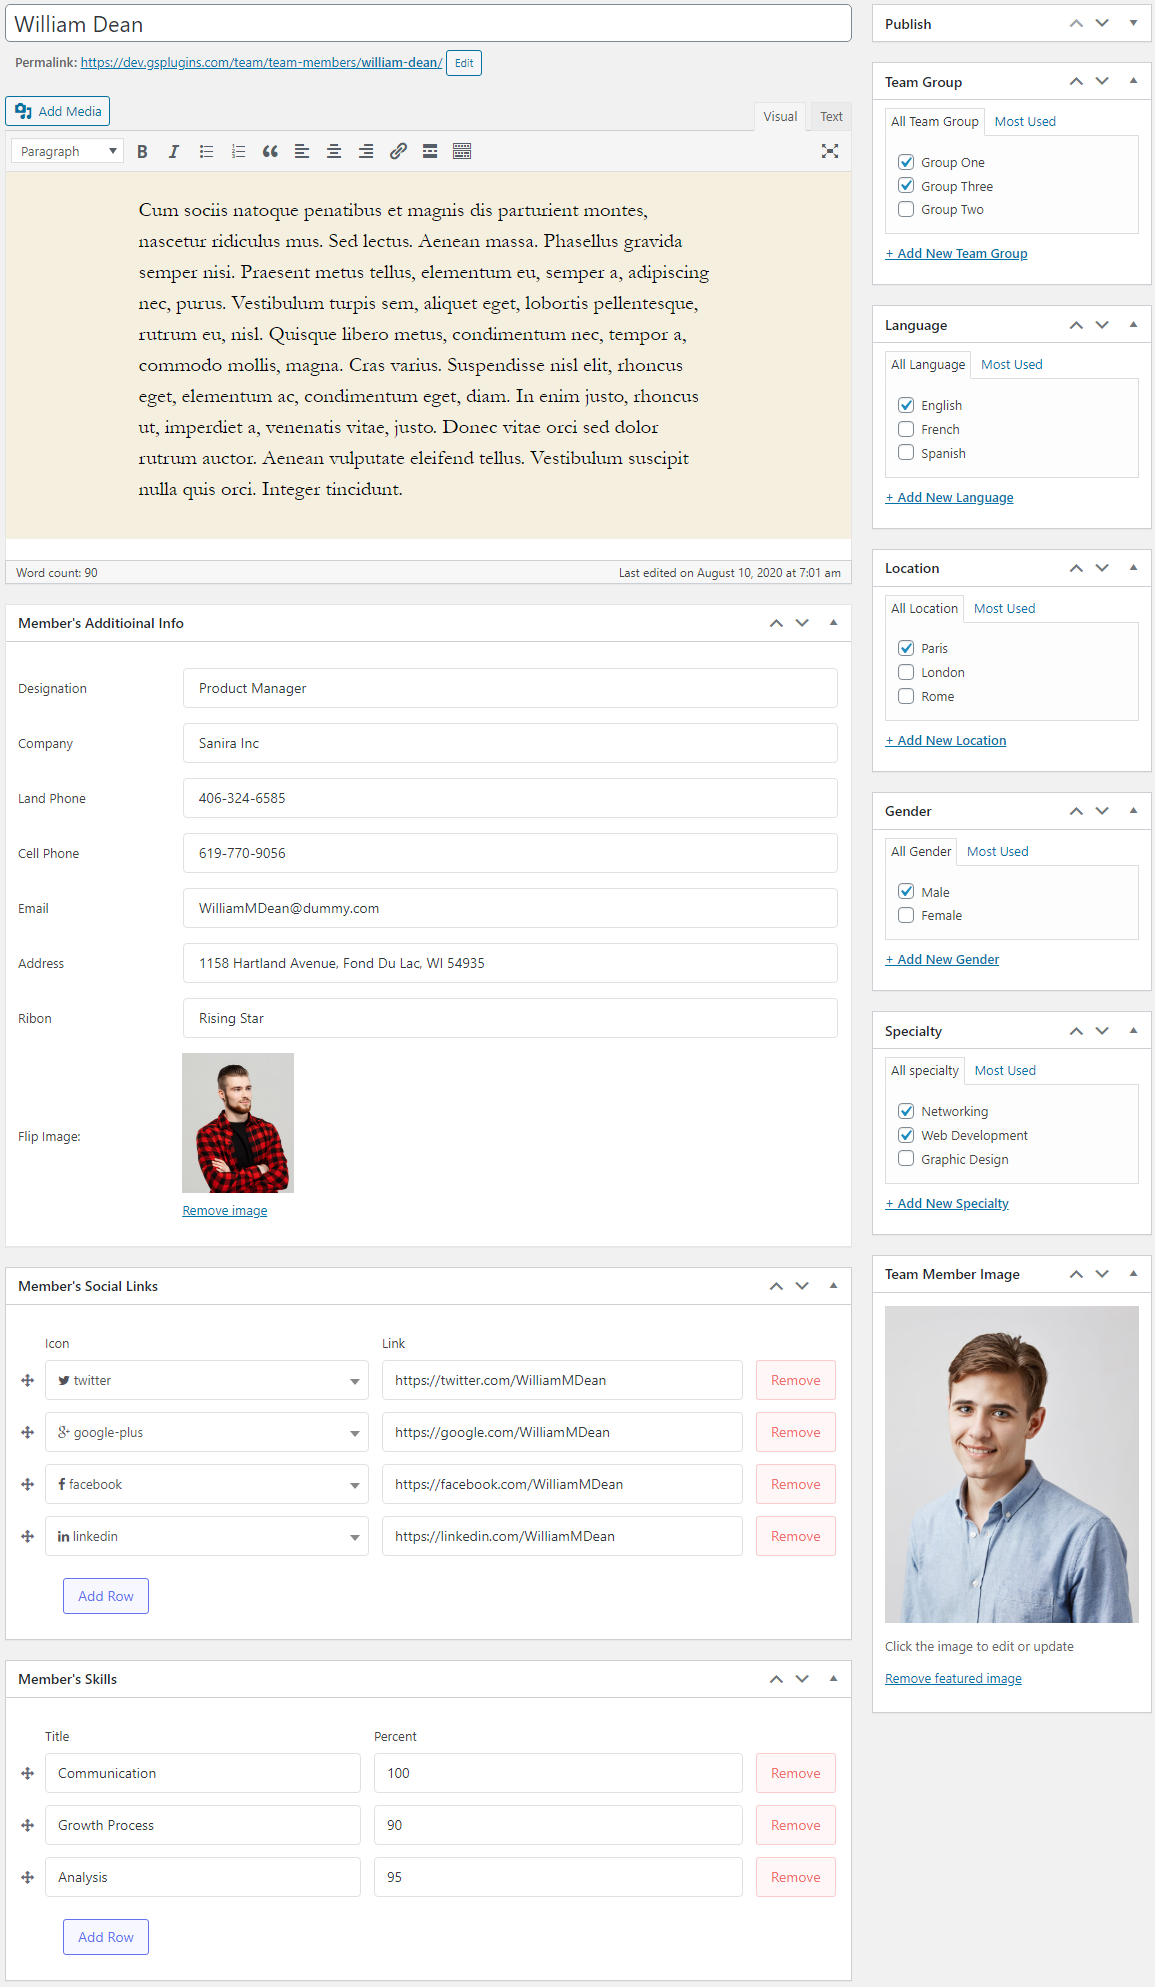 William Dean
Permalink: https://dev.gsplugins.com/team/team-members/william-dean/ Edit
Add Media
Visual Text
Paragraph
Cum sociis natoque penatibus et magnis dis parturient montes,
nascetur ridiculus mus. Sed lectus. Aenean massa. Phasellus gravida
semper nisi. Praesent metus tellus, elementum eu, semper a, adipiscing
nec, purus. Vestibulum turpis sem, aliquet eget, lobortis pellentesque,
rutrum eu, nisl. Quisque libero metus, condimentum nec, tempor a,
commodo mollis, magna. Cras varius. Suspendisse nisl elit, rhoncus
eget, elementum ac, condimentum eget, diam. In enim justo, rhoncus
ut, imperdiet a, venenatis vitae, justo. Donec vitae orci sed dolor
rutrum auctor. Aenean vulputate eleifend tellus. Vestibulum suscipit
nulla quis orci. Integer tincidunt.
Word count: 90 Last edited on August 10, 2020 at 7:01 am
Member's Additioinal Info
Designation Product Manager
Company Sanira Inc
Land Phone 406-324-6585
Cell Phone 619-770-9056
Email WilliamMDean@dummy.com
Address 1158 Hartland Avenue, Fond Du Lac, WI 54935
Ribon Rising Star
Flip Image:
Remove image
Member's Social Links
Icon Link
twitter https://twitter.com/WilliamMDean Remove
google-plus https://google.com/WilliamMDean Remove
facebook https://facebook.com/WilliamMDean Remove
linkedin https://linkedin.com/WilliamMDean Remove
Add Row
Member's Skills
Title Percent
Communication 100 Remove
Growth Process 90 Remove
Analysis 95 Remove
Add Row
Publish
Team Group
All Team Group Most Used
Group One
Group Three
Group Two
+ Add New Team Group
Language
All Language Most Used
English
French
Spanish
+ Add New Language
Location
All Location Most Used
Paris
London
Rome
+ Add New Location
Gender
All Gender Most Used
Male
Female
+ Add New Gender
Specialty
All specialty Most Used
Networking
Web Development
Graphic Design
+ Add New Specialty
Team Member Image
Click the image to edit or update
Remove featured image